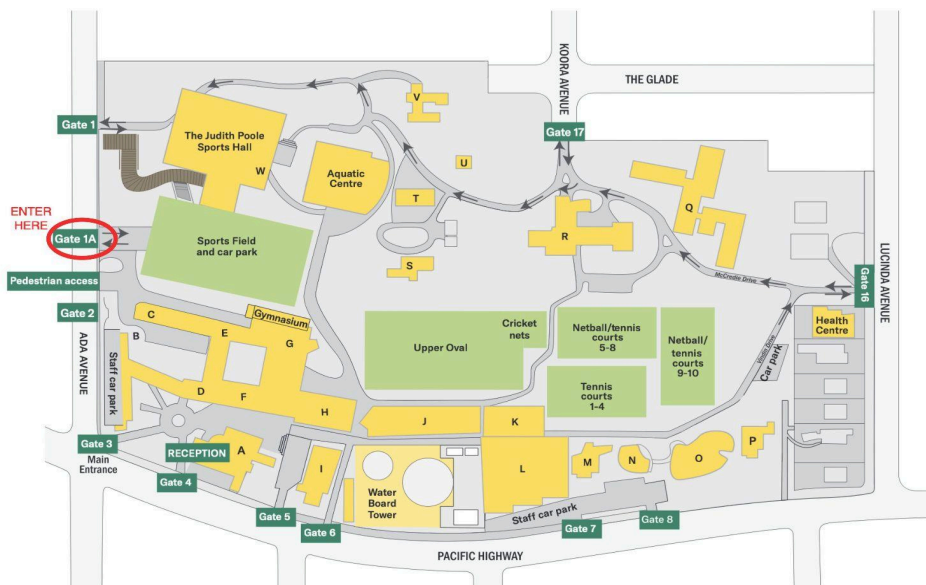 KOORA AVENUE
THE GLADE
V
Gate 1
The Judith Poole
Sports Hall
W
Gate 17
Aquatic
Centre
U
T
Q
ENTER
HERE
Gate 1A
Sports Field
and car park
R
S
LUCINDA AVENUE
McCredie Drive
Gate 16
Pedestrian access
Gate 2
C
Gymnasium
B
E
G
Upper Oval
Cricket
nets
Netball/tennis
courts
5-8
Netball/
tennis
courts
9-10
Health
Centre
ADA AVENUE
Staff car park
Vindin Drive
Car park
D
F
H
Tennis
courts
1-4
J
K
Gate 3
Main
Entrance
RECEPTION
A
I
Water
Board
Tower
L
M
N
O
P
Gate 4
Gate 5
Gate 6
Staff car park
Gate 7
Gate 8
PACIFIC HIGHWAY